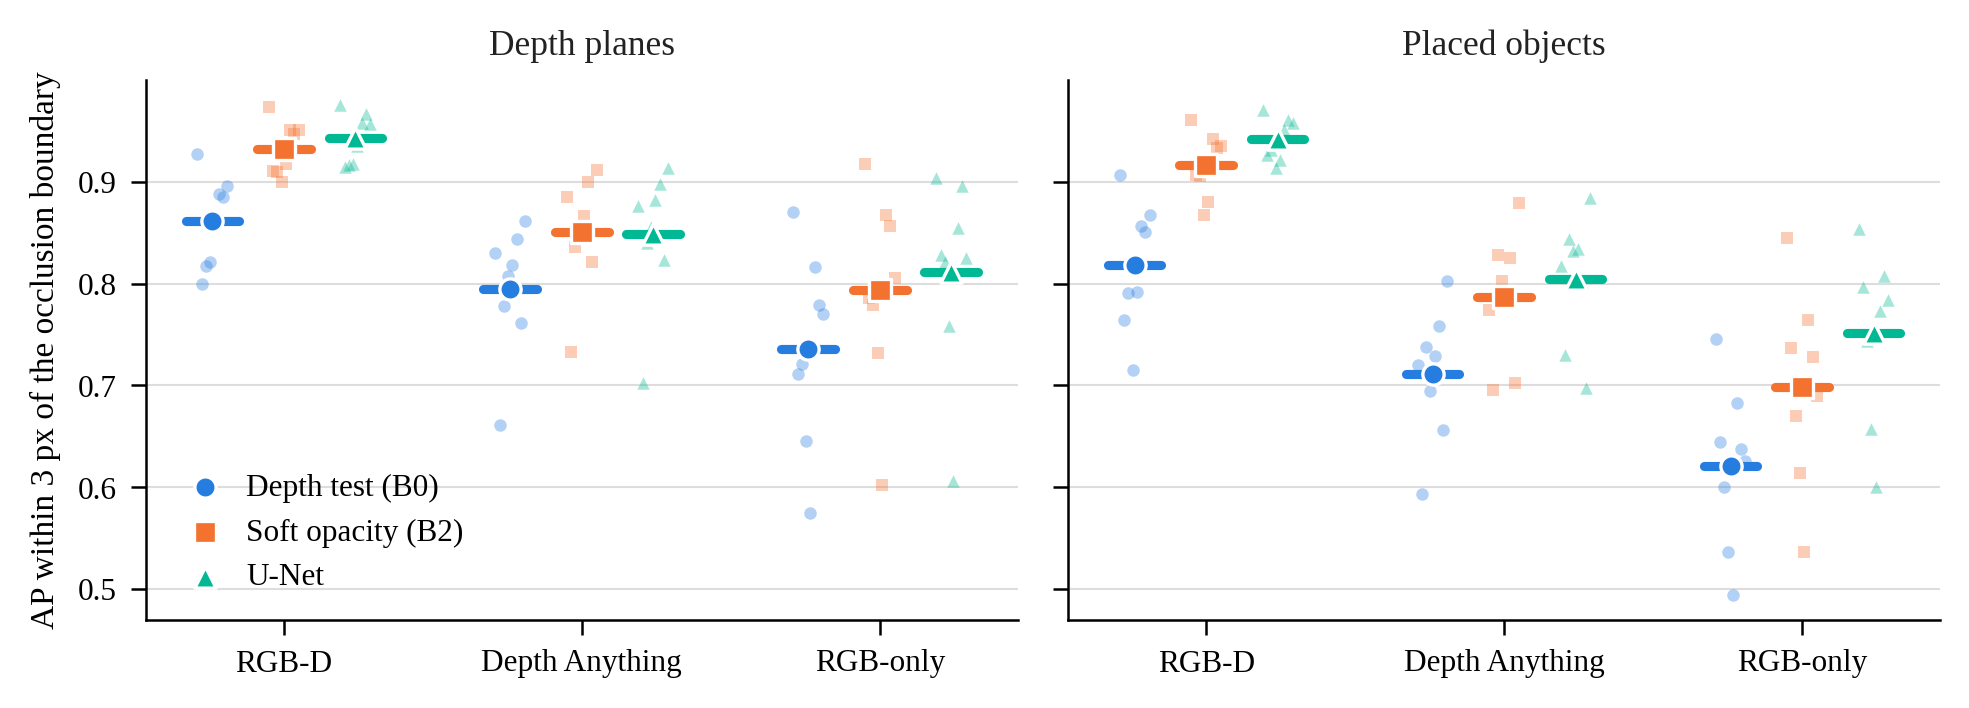 Depth planes
Placed objects
AP within 3 px of the occlusion boundary
0.9
0.8
0.7
0.6
0.5
Depth test (B0)
Soft opacity (B2)
U-Net
RGB-D
Depth Anything
RGB-only
RGB-D
Depth Anything
RGB-only